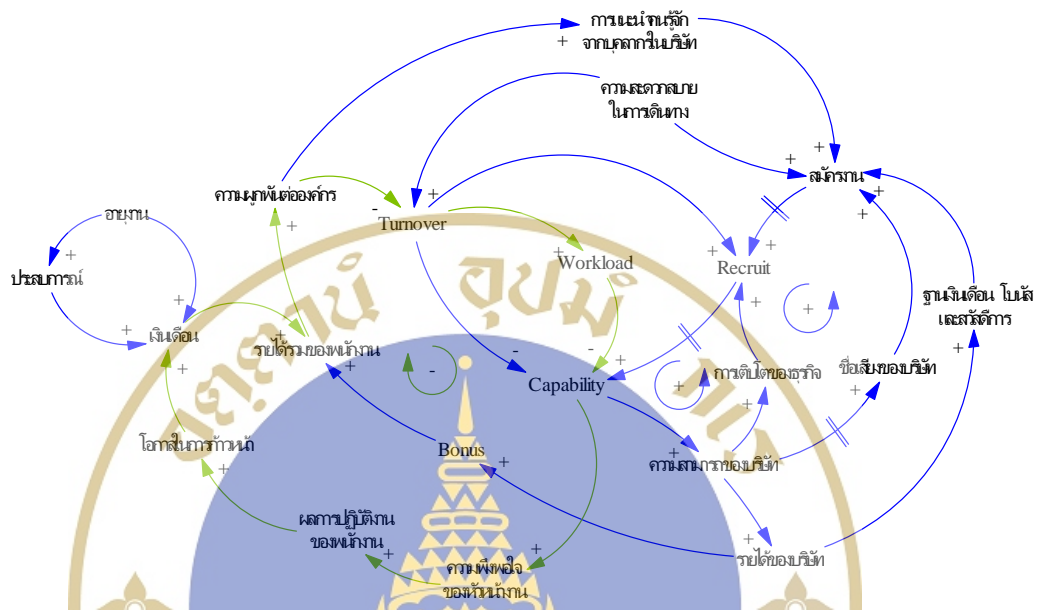 การแนะนำคนรู้จัก
จากบุคลากรในบริษัท
+
ความสะดวกสบาย
ในการเดินทาง
+
+
สมัครงาน
+
+
ความผูกพันต่อองค์กร
+
-
+
Turnover
อายุงาน
+
ประสบการณ์
+
Workload
+
Recruit
+
+
+
+
ฐานเงินเดือน โบนัส
และสวัสดิการ
+
+
+
เงินเดือน
+
+
รายได้รวมของพนักงาน
+
-
-
-
+
Capability
+
การเติบโตของธุรกิจ
+
ชื่อเสียงของบริษัท
+
โอกาสในการก้าวหน้า
+
Bonus
+
ความสามารถของบริษัท
+
ผลการปฏิบัติงาน
ของพนักงาน
+
ความพึงพอใจ
ของหัวหน้างาน
+
รายได้ของบริษัท
+
อุปมํ